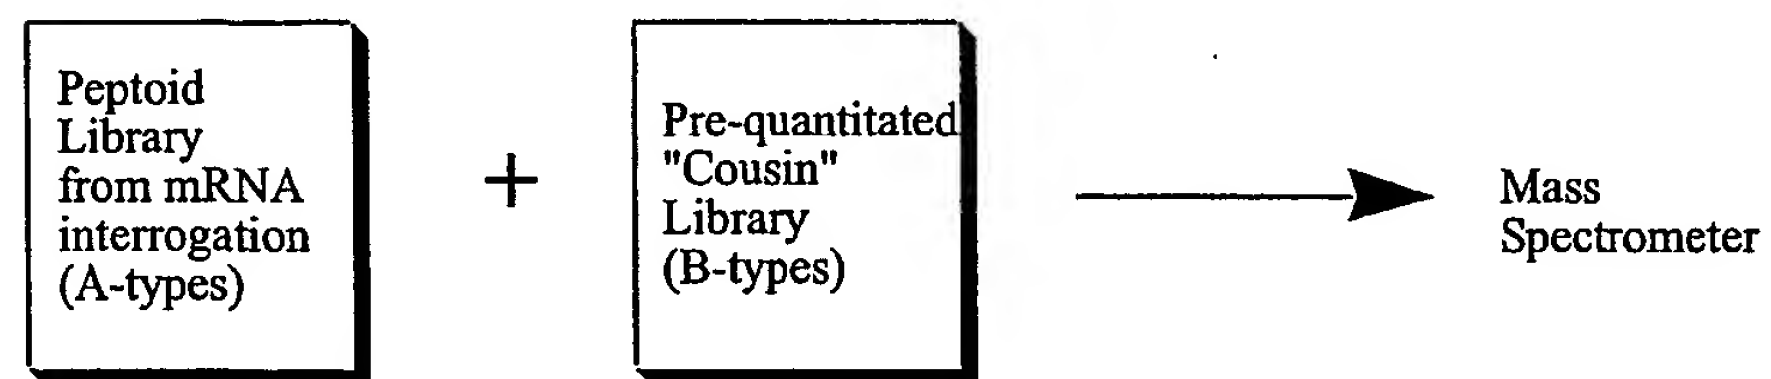 Peptoid
Library
from mRNA
interrogation
(A-types)
+
Pre-quantitated
"Cousin"
Library
(B-types)
Mass
Spectrometer